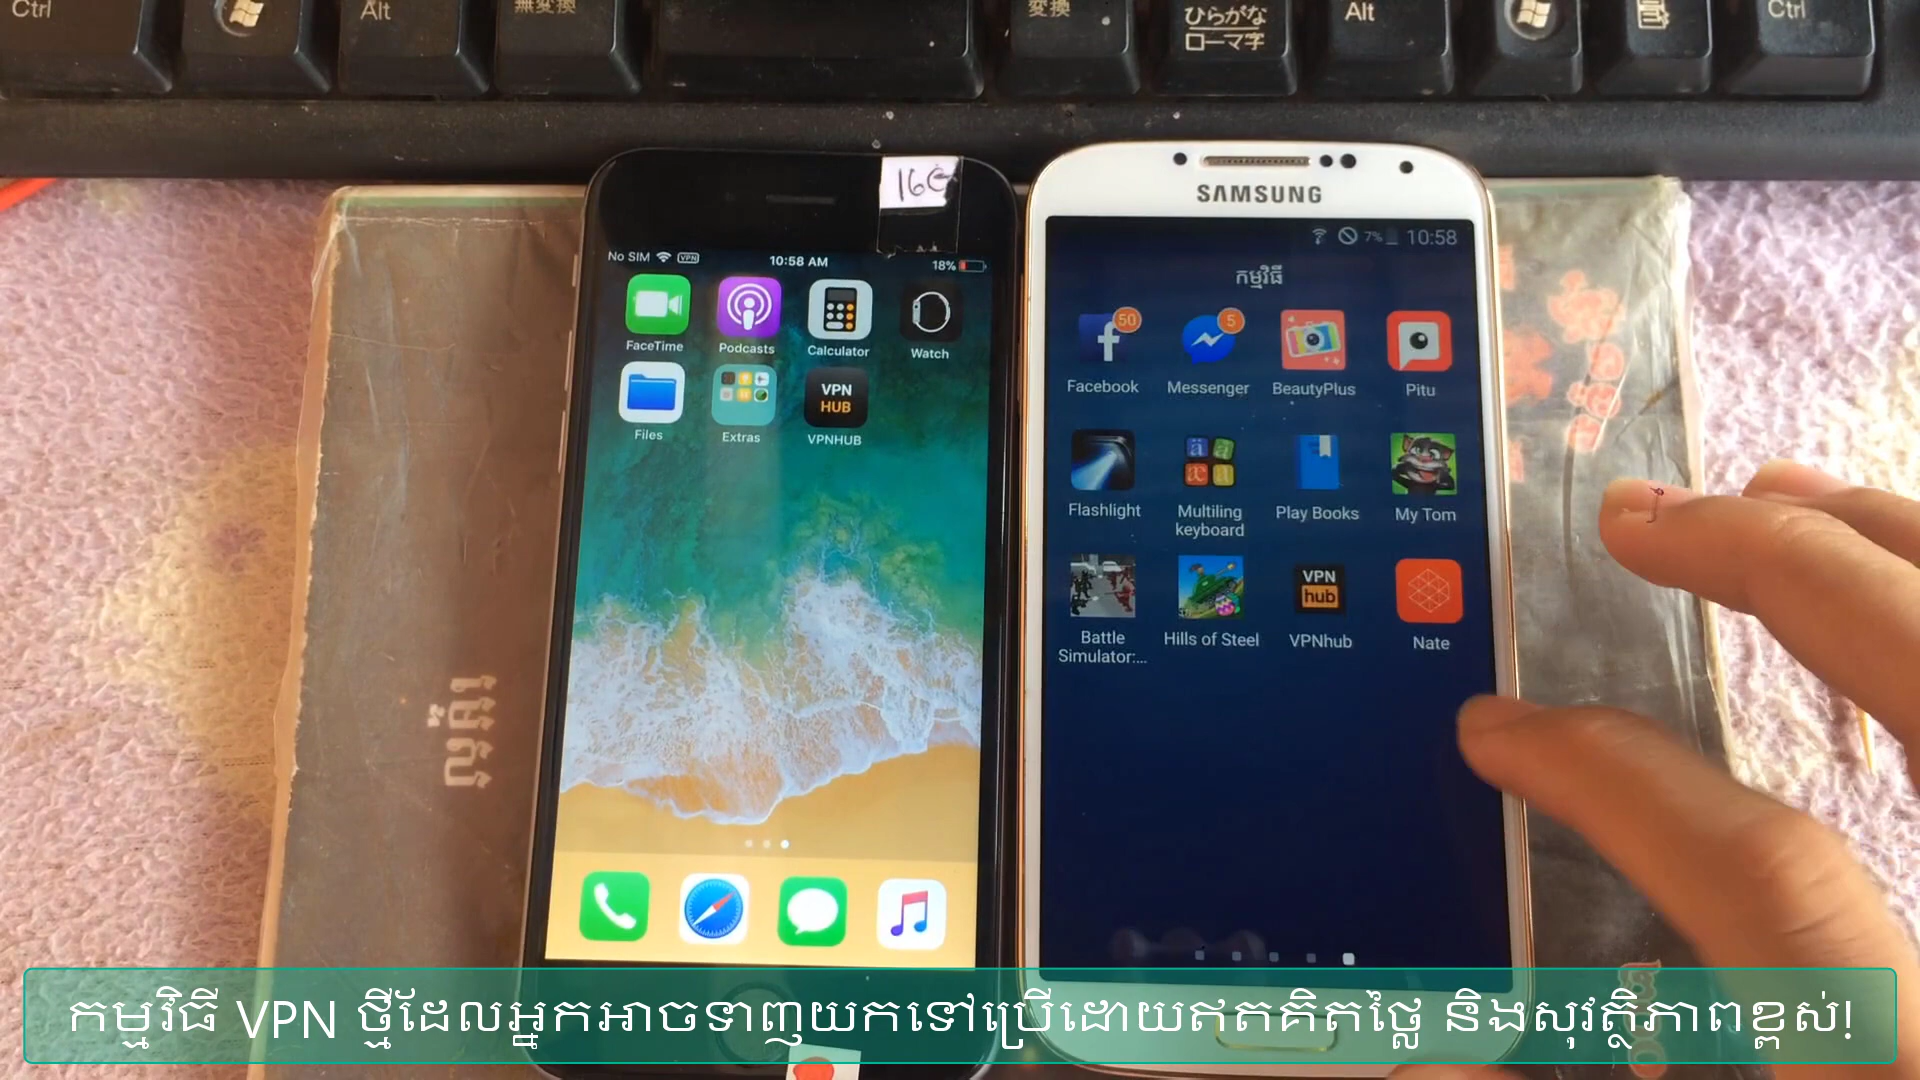 Ctrl
Alt
無変換
変換
ひらがな
ローマ字
Alt
Ctrl
16G
SAMSUNG
No SIM VPN 10:58 AM 18%
FaceTime Podcasts Calculator Watch
VPN
HUB
Files Extras VPNHUB
7% 10:58
កម្មវិធី
50 5
Facebook Messenger BeautyPlus Pitu
Flashlight Multiling keyboard Play Books My Tom
VPN
hub
Battle Simulator:... Hills of Steel VPNhub Nate
កម្មវិធី VPN ថ្មីដែលអ្នកអាចទាញយកទៅប្រើដោយឥតគិតថ្លៃ និងសុវត្ថិភាពខ្ពស់!